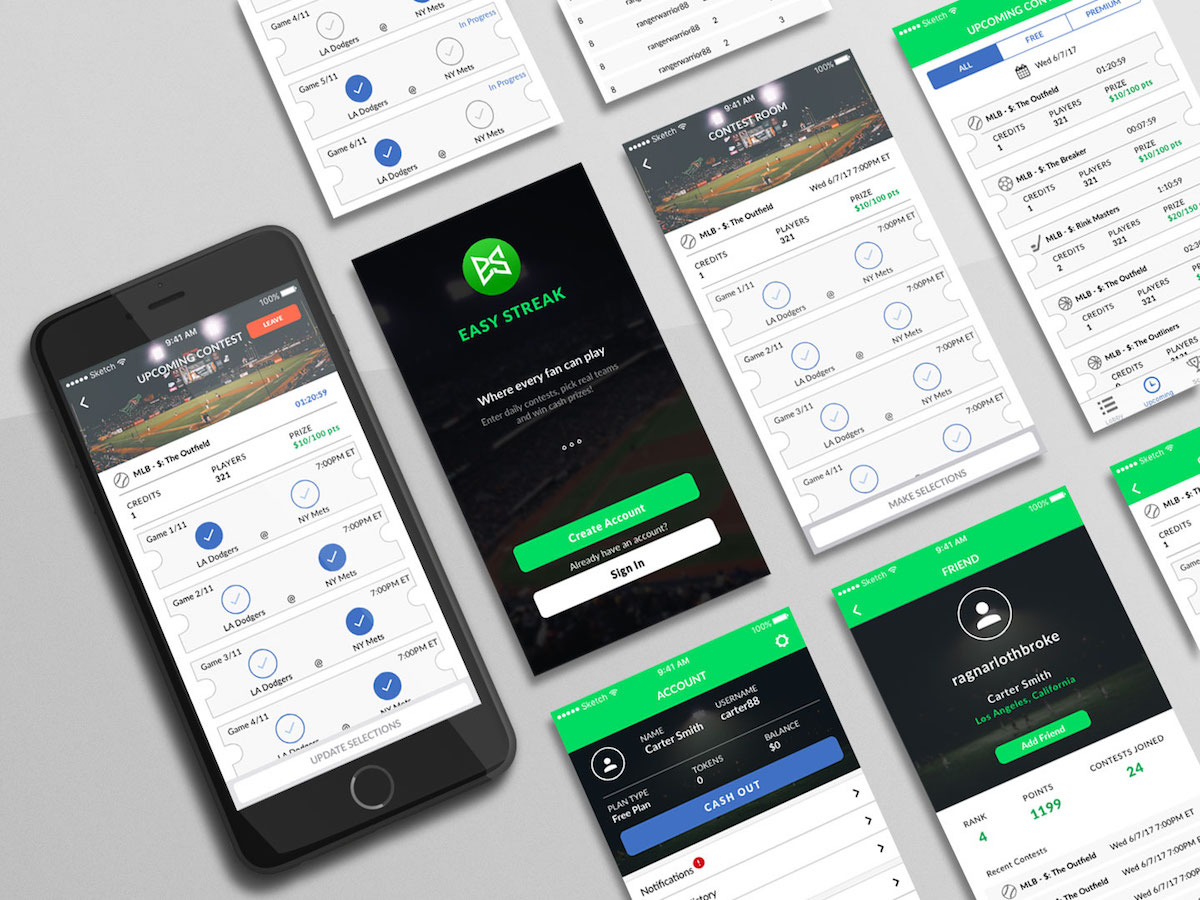 Game 4/11
LA Dodgers
@
NY Mets
In Progress
Game 5/11
LA Dodgers
@
NY Mets
In Progress
Game 6/11
LA Dodgers
@
NY Mets
8 rangerwarrior88 2
8 rangerwarrior88 2 3
8
Sketch 9:41 AM 100%
UPCOMING CONTEST
LEAVE
MLB - $: The Outfield 01:20:59
CREDITS PLAYERS PRIZE
1 321 $10/100 pts
Game 1/11 7:00PM ET
LA Dodgers @ NY Mets
Game 2/11 7:00PM ET
LA Dodgers @ NY Mets
Game 3/11 7:00PM ET
LA Dodgers @ NY Mets
Game 4/11 7:00PM ET
LA Dodgers @ NY Mets
UPDATE SELECTIONS
EASY STREAK
Where every fan can play
Enter daily contests, pick real teams
and win cash prizes!
Create Account
Already have an account?
Sign In
Sketch 9:41 AM 100%
CONTEST ROOM
MLB - $: The Outfield Wed 6/7/17 7:00PM ET
CREDITS PLAYERS PRIZE
1 321 $10/100 pts
Game 1/11 7:00PM ET
LA Dodgers @ NY Mets
Game 2/11 7:00PM ET
LA Dodgers @ NY Mets
Game 3/11 7:00PM ET
LA Dodgers @ NY Mets
Game 4/11 7:00PM ET
MAKE SELECTIONS
Sketch
UPCOMING
ALL FREE PREMIUM
Wed 6/7/17
MLB - $: The Outfield 01:20:59
CREDITS PLAYERS PRIZE
1 321 $10/100 pts
MLB - $: The Breaker 00:07:59
CREDITS PLAYERS PRIZE
1 321 $10/100 pts
MLB - $: Rink Masters 1:10:59
CREDITS PLAYERS PRIZE
2 321 $20/150
MLB - $: The Outfield
CREDITS PLAYERS
1 321
MLB - $: The Outliners
CREDITS PLAYERS
Lobby Upcoming
Sketch 9:41 AM 100%
ACCOUNT
NAME USERNAME
Carter Smith carter88
PLAN TYPE TOKENS BALANCE
Free Plan 0 $0
CASH OUT
Notifications
Sketch 9:41 AM 100%
FRIEND
ragnarlothbroke
Carter Smith
Los Angeles, California
Add Friend
RANK POINTS CONTESTS JOINED
4 1199 24
Recent Contests
MLB - $: The Outfield Wed 6/7/17 7:00PM ET
MLB - $: The Outfield Wed 6/7/17 7:00PM ET
Sketch
MLB - $: The
CREDITS
1